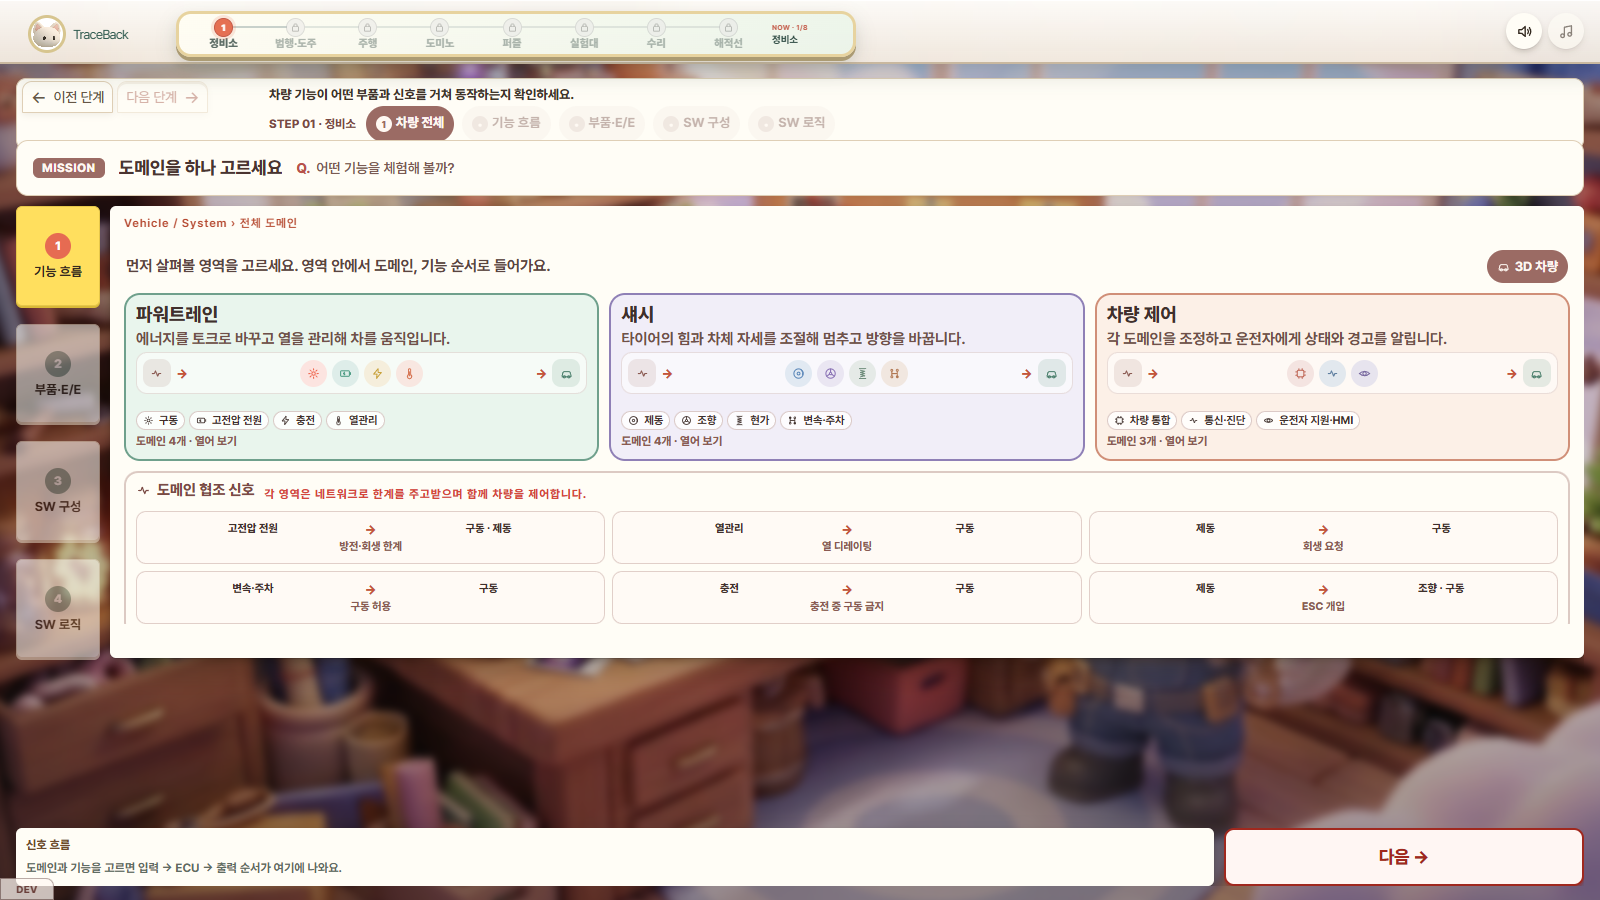 TraceBack
1
정비소
범행·도주
주행
도미노
퍼즐
실험대
수리
해적선
NOW · 1/8
정비소
← 이전 단계
다음 단계 →
차량 기능이 어떤 부품과 신호를 거쳐 동작하는지 확인하세요.
STEP 01 · 정비소
1 차량 전체
기능 흐름
부품·E/E
SW 구성
SW 로직
MISSION 도메인을 하나 고르세요 Q. 어떤 기능을 체험해 볼까?
1
기능 흐름
2
부품·E/E
3
SW 구성
4
SW 로직
Vehicle / System › 전체 도메인
먼저 살펴볼 영역을 고르세요. 영역 안에서 도메인, 기능 순서로 들어가요.
3D 차량
파워트레인
에너지를 토크로 바꾸고 열을 관리해 차를 움직입니다.
→ →
구동 고전압 전원 충전 열관리
도메인 4개 · 열어 보기
섀시
타이어의 힘과 차체 자세를 조절해 멈추고 방향을 바꿉니다.
→ →
제동 조향 현가 변속·주차
도메인 4개 · 열어 보기
차량 제어
각 도메인을 조정하고 운전자에게 상태와 경고를 알립니다.
→ →
차량 통합 통신·진단 운전자 지원·HMI
도메인 3개 · 열어 보기
도메인 협조 신호 각 영역은 네트워크로 한계를 주고받으며 함께 차량을 제어합니다.
고전압 전원 → 구동 · 제동
방전·회생 한계
열관리 → 구동
열 디레이팅
제동 → 구동
회생 요청
변속·주차 → 구동
구동 허용
충전 → 구동
충전 중 구동 금지
제동 → 조향 · 구동
ESC 개입
신호 흐름
도메인과 기능을 고르면 입력 → ECU → 출력 순서가 여기에 나와요.
다음 →
DEV